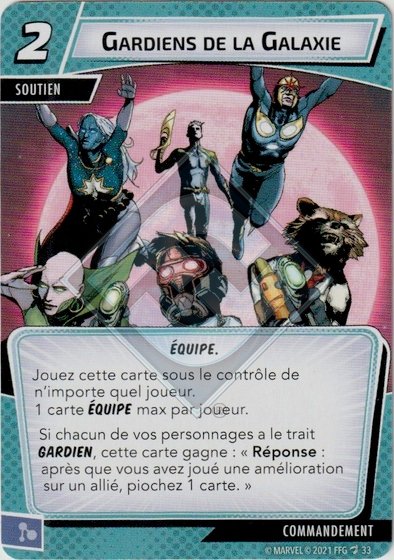 2
GARDIENS DE LA GALAXIE
SOUTIEN
ÉQUIPE.
Jouez cette carte sous le contrôle de
n'importe quel joueur.
1 carte ÉQUIPE max par joueur.
Si chacun de vos personnages a le trait
GARDIEN, cette carte gagne : « Réponse :
après que vous avez joué une amélioration
sur un allié, piochez 1 carte. »
COMMANDEMENT
© MARVEL © 2021 FFG 33